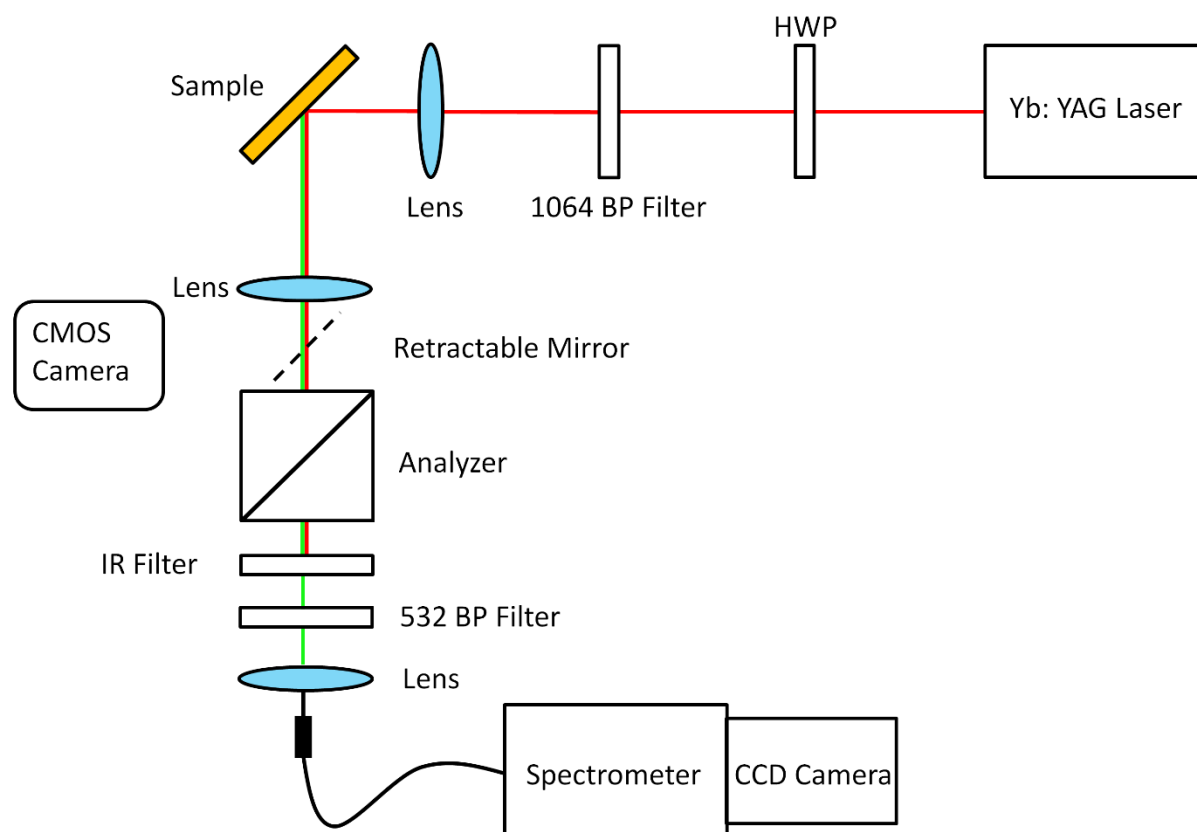 HWP
Sample
Yb: YAG Laser
Lens
1064 BP Filter
Lens
CMOS
Camera
Retractable Mirror
Analyzer
IR Filter
532 BP Filter
Lens
Spectrometer
CCD Camera